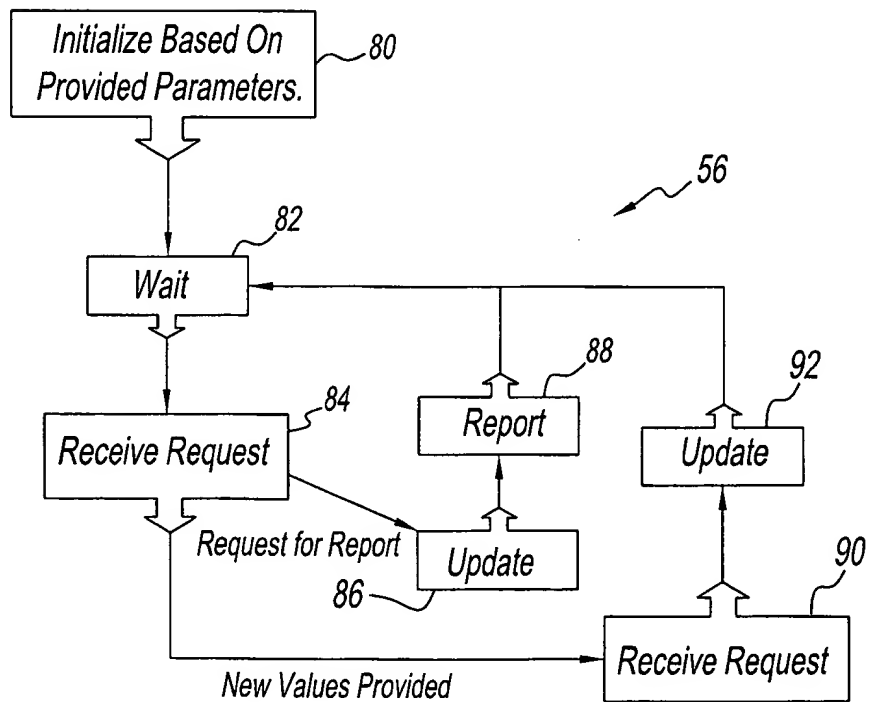 Initialize Based On
Provided Parameters.
80
56
82
Wait
88
92
84
Report
Receive Request
Update
Request for Report
Update
86
90
Receive Request
New Values Provided